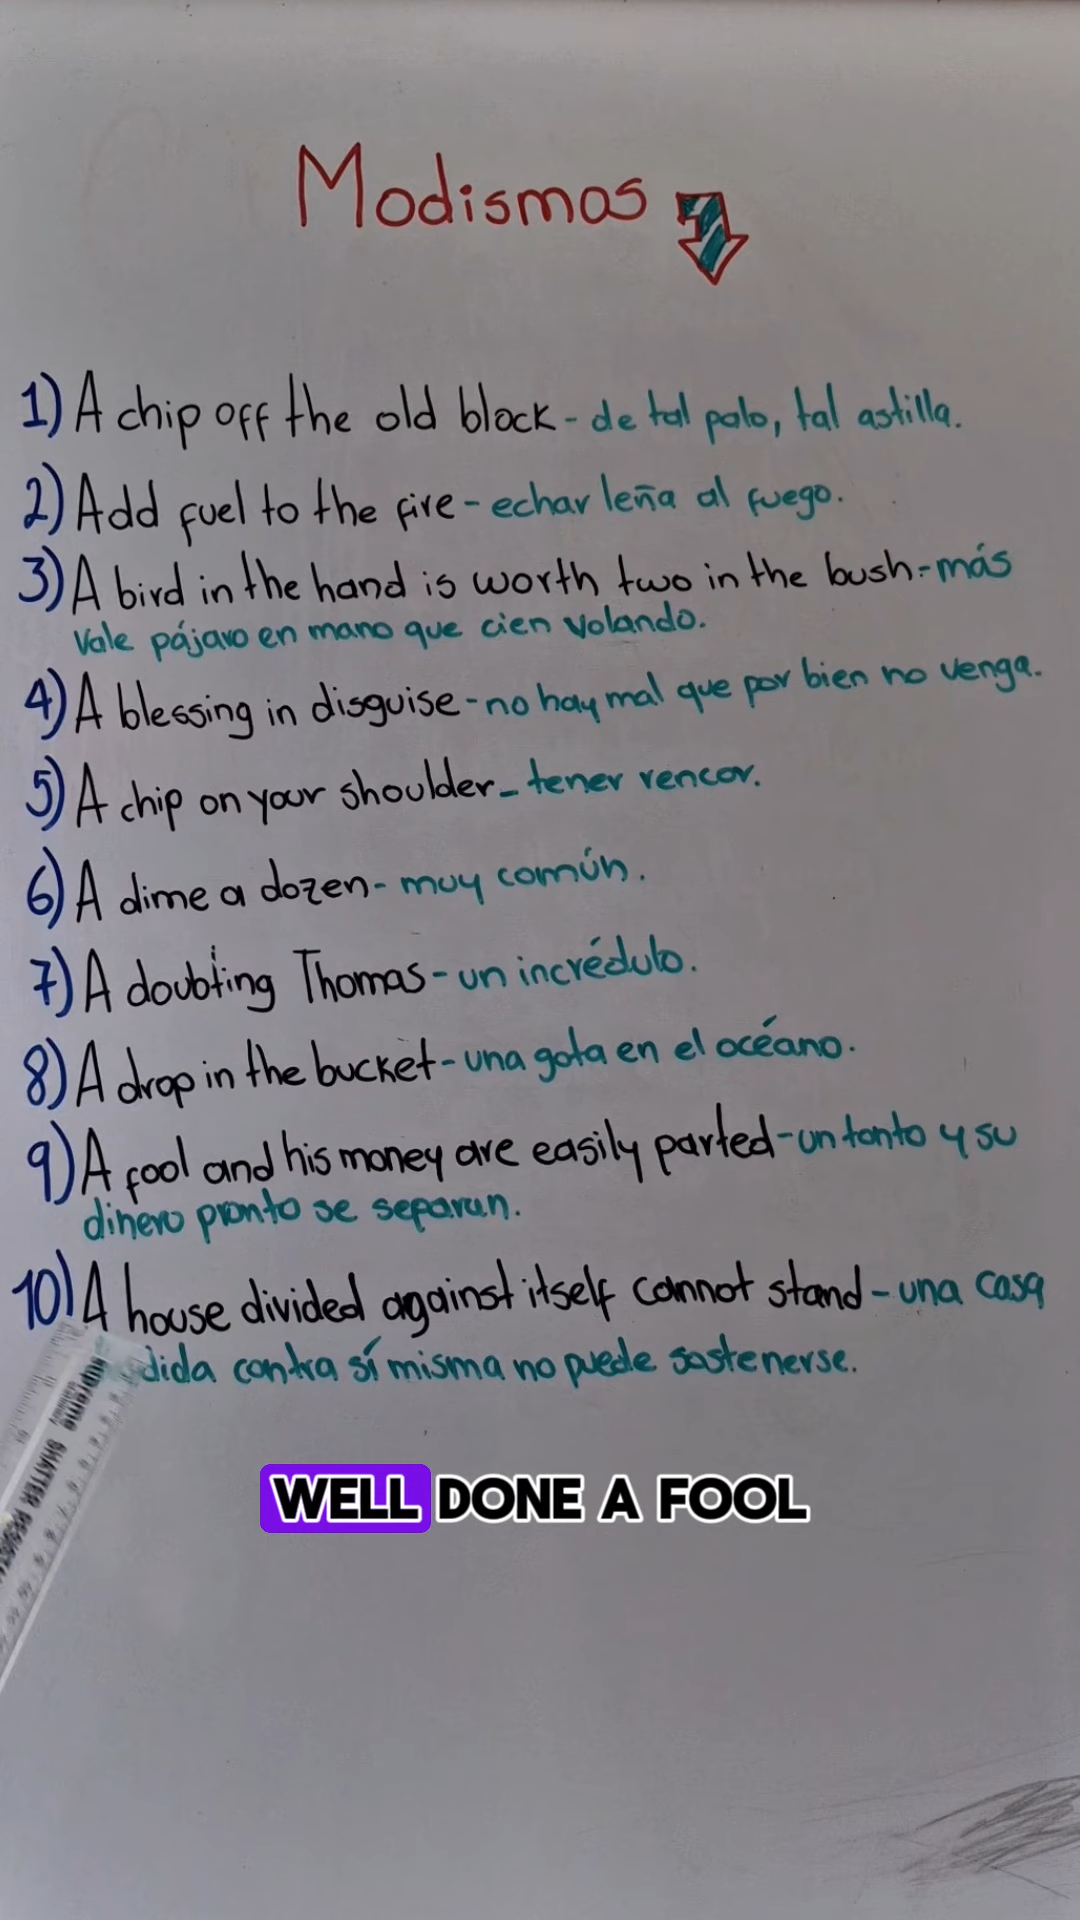 Modismos
1) A chip off the old block - de tal palo, tal astilla.
2) Add fuel to the fire - echar leña al fuego.
3) A bird in the hand is worth two in the bush - más
vale pájaro en mano que cien volando.
4) A blessing in disguise - no hay mal que por bien no venga.
5) A chip on your shoulder - tener rencor.
6) A dime a dozen - muy común.
7) A doubting Thomas - un incrédulo.
8) A drop in the bucket - una gota en el océano.
9) A fool and his money are easily parted - un tonto y su
dinero pronto se separan.
10) A house divided against itself cannot stand - una casa
dida contra sí misma no puede sostenerse.
WELL DONE A FOOL